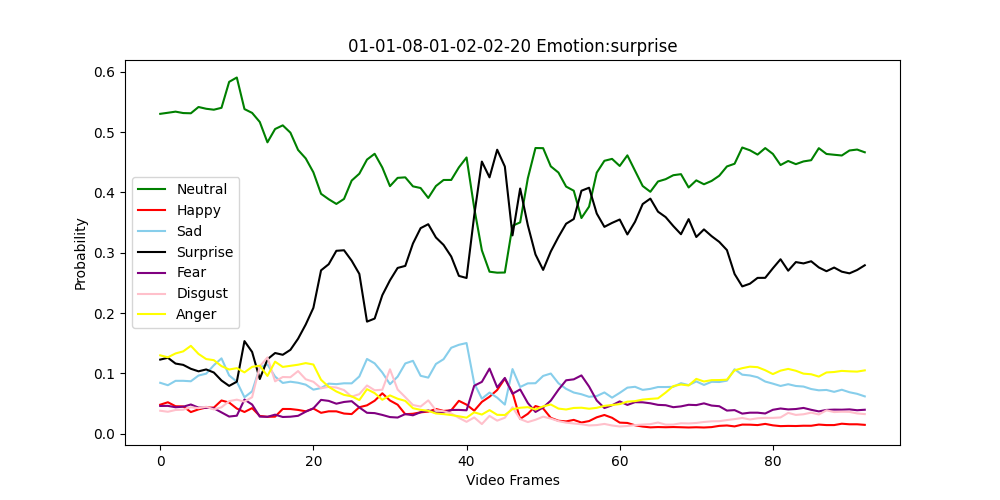 01-01-08-01-02-02-20 Emotion:surprise
0.6
0.5
0.4
0.3
0.2
0.1
0.0
Probability
Neutral
Happy
Sad
Surprise
Fear
Disgust
Anger
0 20 40 60 80
Video Frames